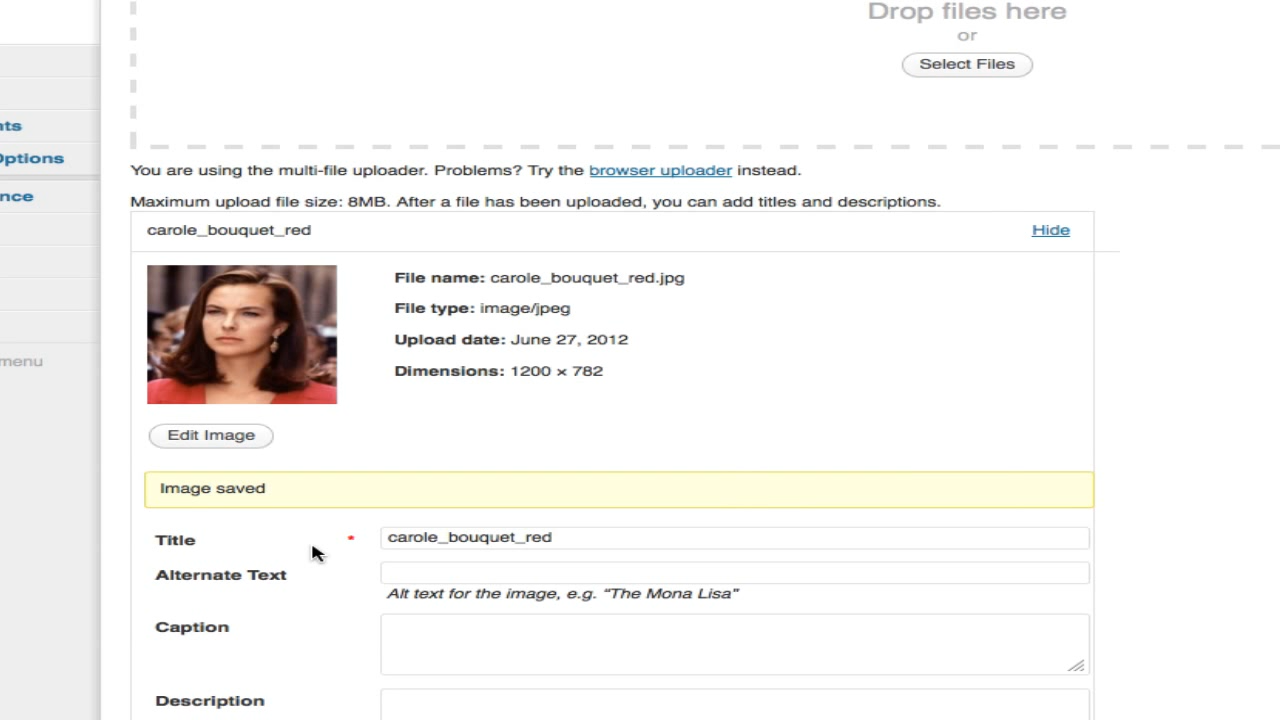 Drop files here
or
Select Files
nts
Options
nce
menu
You are using the multi-file uploader. Problems? Try the browser uploader instead.
Maximum upload file size: 8MB. After a file has been uploaded, you can add titles and descriptions.
carole_bouquet_red
Hide
File name: carole_bouquet_red.jpg
File type: image/jpeg
Upload date: June 27, 2012
Dimensions: 1200 × 782
Edit Image
Image saved
Title * carole_bouquet_red
Alternate Text
Alt text for the image, e.g. “The Mona Lisa”
Caption
Description